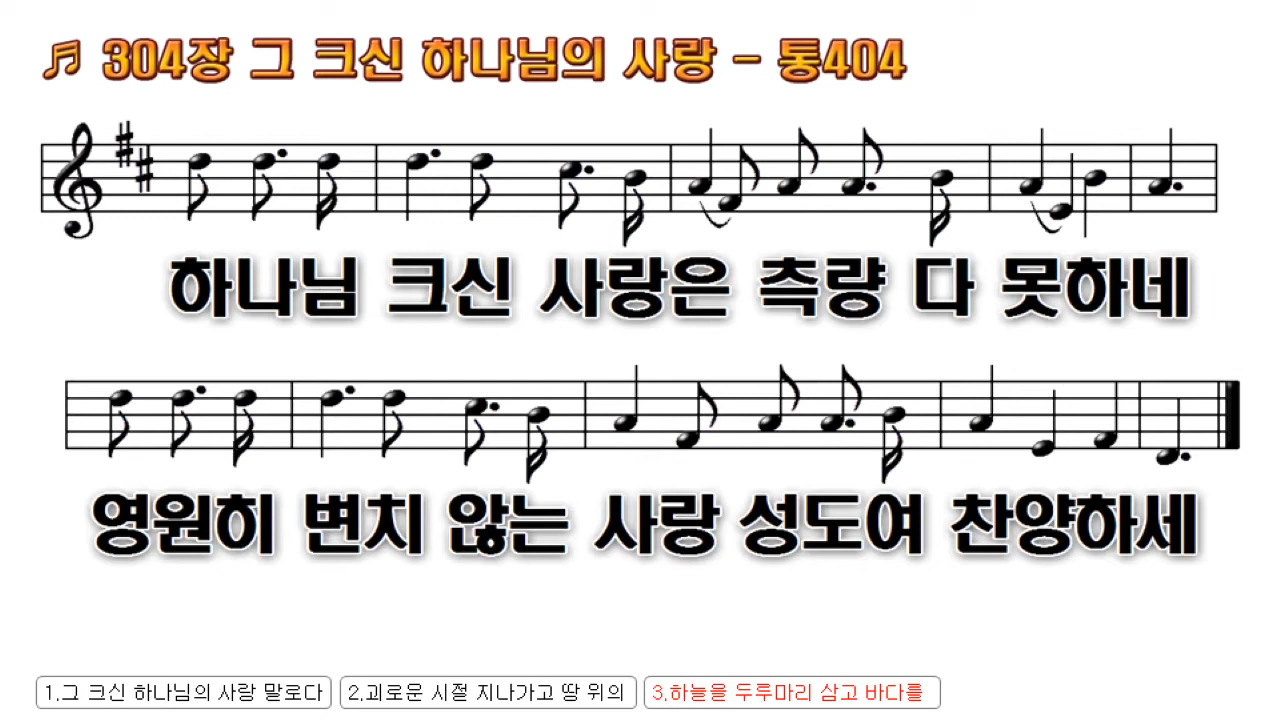 ♬ 304장 그 크신 하나님의 사랑 - 통404
하나님 크신 사랑은 측량 다 못하네
영원히 변치 않는 사랑 성도여 찬양하세
1.그 크신 하나님의 사랑 말로다 2.괴로운 시절 지나가고 땅 위의 3.하늘을 두루마리 삼고 바다를